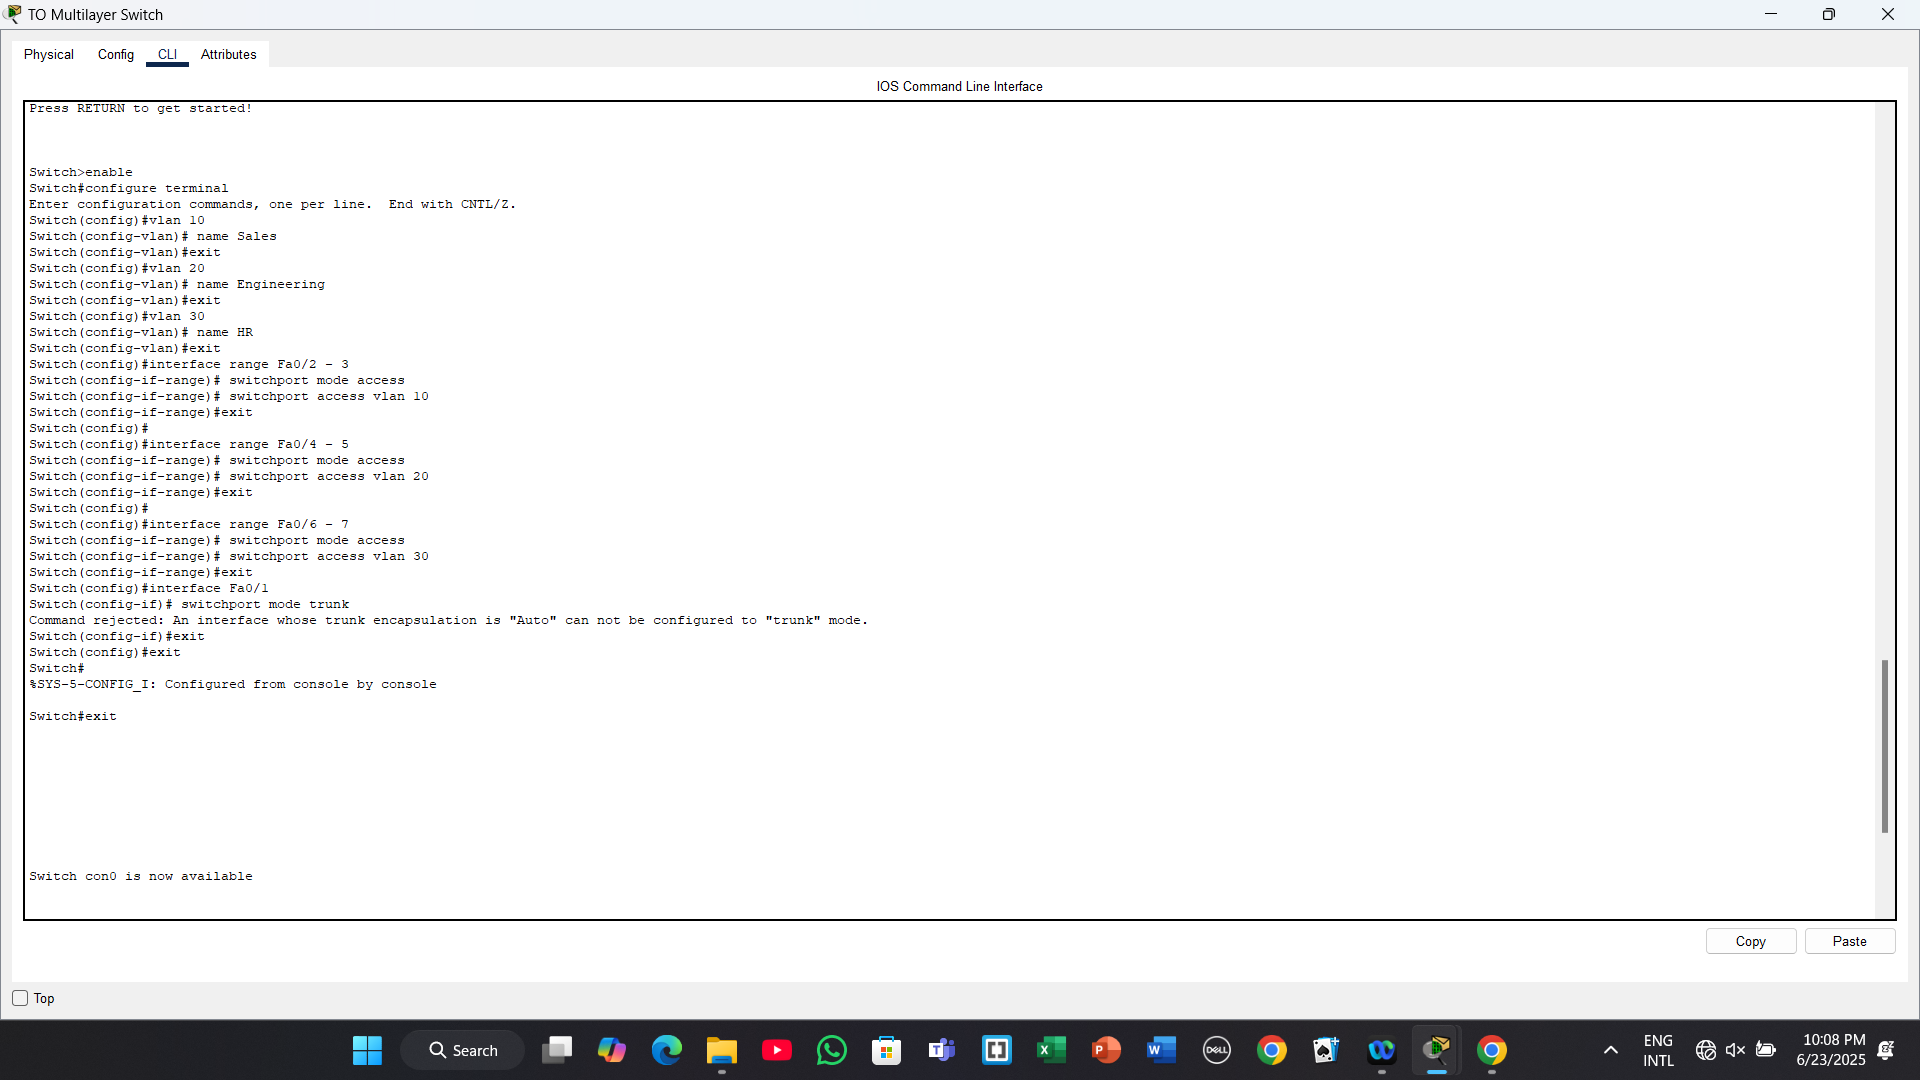 TO Multilayer Switch
Physical Config CLI Attributes
IOS Command Line Interface
Press RETURN to get started!
Switch>enable
Switch#configure terminal
Enter configuration commands, one per line.  End with CNTL/Z.
Switch(config)#vlan 10
Switch(config-vlan)# name Sales
Switch(config-vlan)#exit
Switch(config)#vlan 20
Switch(config-vlan)# name Engineering
Switch(config-vlan)#exit
Switch(config)#vlan 30
Switch(config-vlan)# name HR
Switch(config-vlan)#exit
Switch(config)#interface range Fa0/2 - 3
Switch(config-if-range)# switchport mode access
Switch(config-if-range)# switchport access vlan 10
Switch(config-if-range)#exit
Switch(config)#
Switch(config)#interface range Fa0/4 - 5
Switch(config-if-range)# switchport mode access
Switch(config-if-range)# switchport access vlan 20
Switch(config-if-range)#exit
Switch(config)#
Switch(config)#interface range Fa0/6 - 7
Switch(config-if-range)# switchport mode access
Switch(config-if-range)# switchport access vlan 30
Switch(config-if-range)#exit
Switch(config)#interface Fa0/1
Switch(config-if)# switchport mode trunk
Command rejected: An interface whose trunk encapsulation is "Auto" can not be configured to "trunk" mode.
Switch(config-if)#exit
Switch(config)#exit
Switch#
%SYS-5-CONFIG_I: Configured from console by console
Switch#exit
Switch con0 is now available
Copy Paste
Top
Search
DELL
ENG
INTL
10:08 PM
6/23/2025